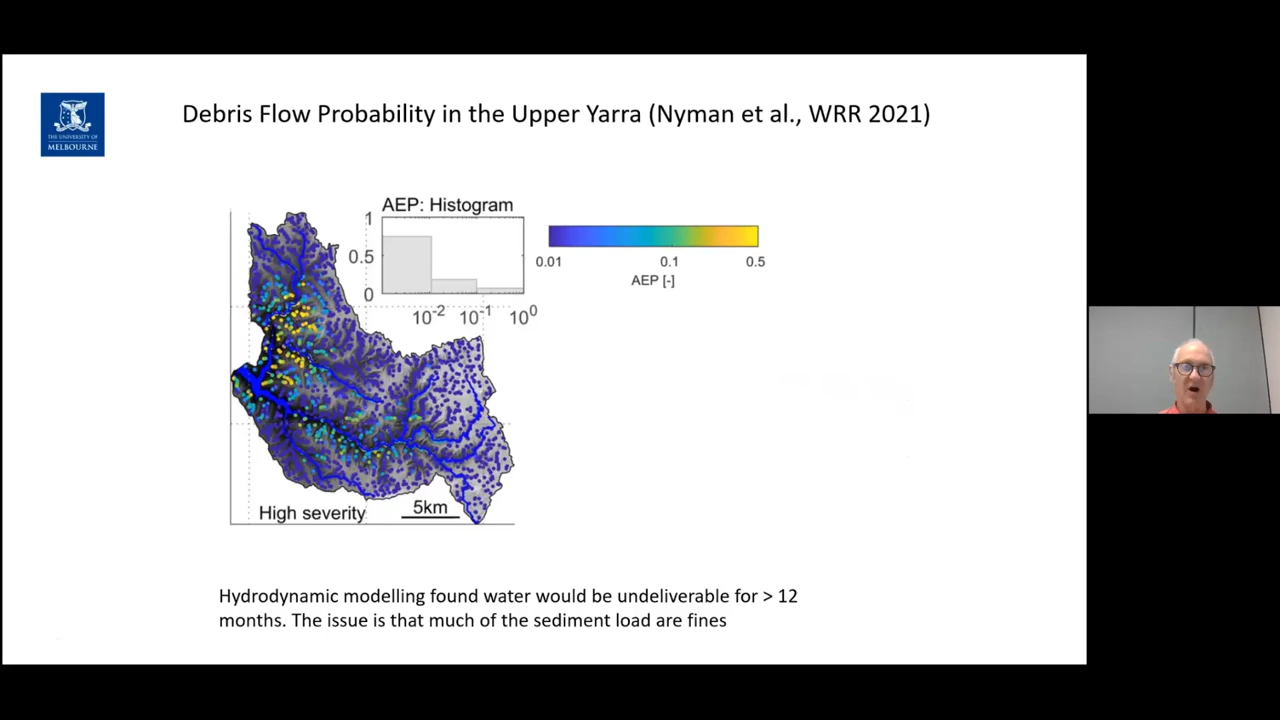 Debris Flow Probability in the Upper Yarra (Nyman et al., WRR 2021)
THE UNIVERSITY OF
MELBOURNE
AEP: Histogram
1
0.5
0
10-2 10-1 100
0.01 0.1 0.5
AEP [-]
High severity
5km
Hydrodynamic modelling found water would be undeliverable for > 12
months. The issue is that much of the sediment load are fines